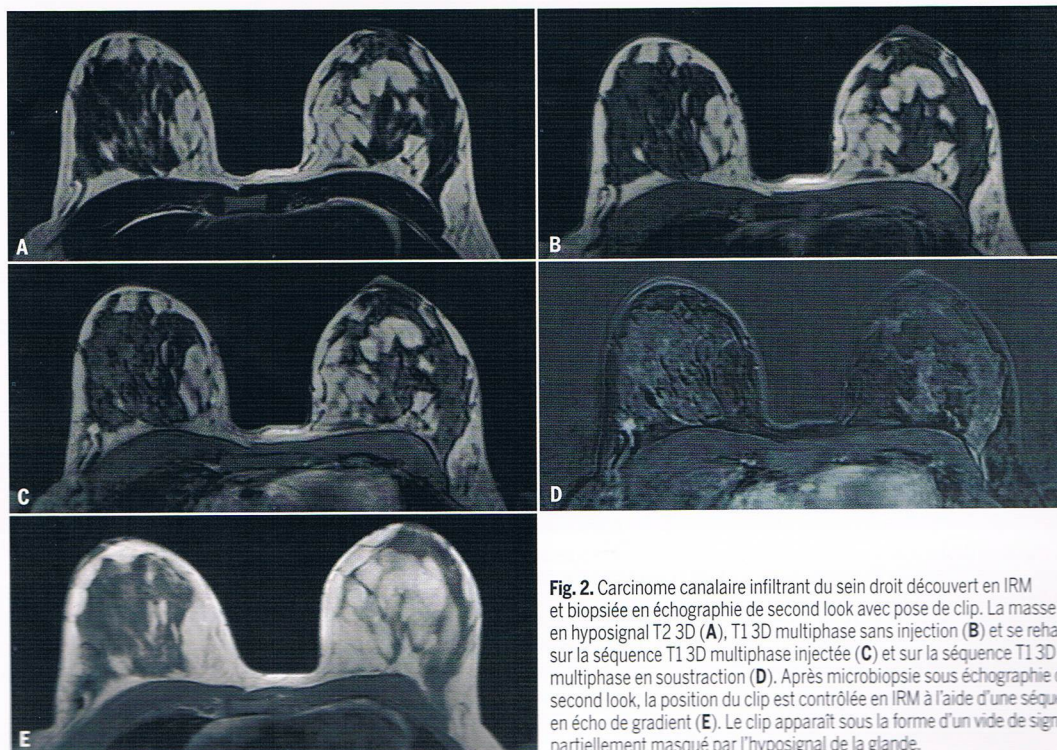 A
B
C
D
E
Fig. 2. Carcinome canalaire infiltrant du sein droit découvert en IRM
et biopsiée en échographie de second look avec pose de clip. La masse
en hyposignal T2 3D (A), T1 3D multiphase sans injection (B) et se
sur la séquence T1 3D multiphase injectée (C) et sur la séquence T1 3D
multiphase en soustraction (D). Après microbiopsie sous échographie
second look, la position du clip est contrôlée en IRM à l'aide d'une
en écho de gradient (E). Le clip apparaît sous la forme d'un vide de
partiellement masqué par l'hyposignal de la glande.